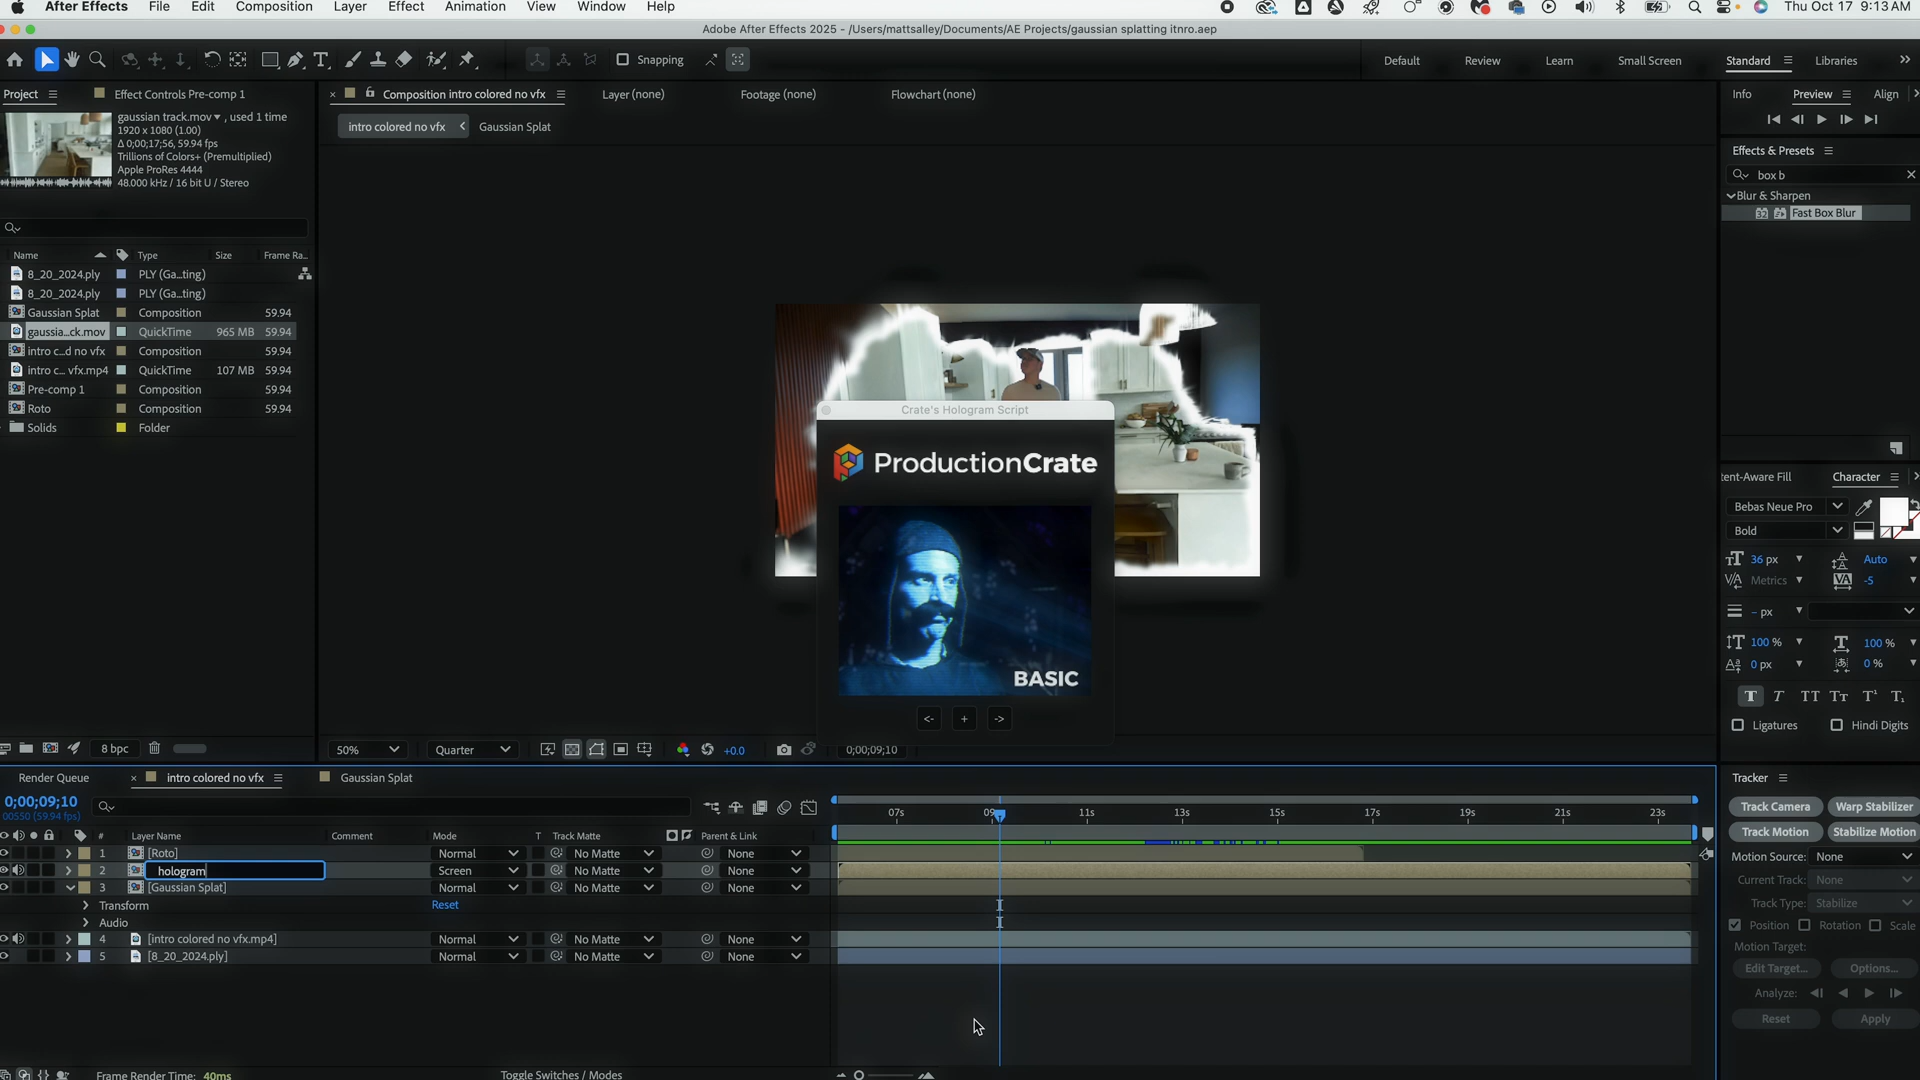 After Effects File Edit Composition Layer Effect Animation View Window Help Thu Oct 17 9:13 AM
Adobe After Effects 2025 - /Users/mattsalley/Documents/AE Projects/gaussian splatting itnro.aep
Snapping Default Review Learn Small Screen Standard Libraries
Project Effect Controls Pre-comp 1 Composition intro colored no vfx Layer (none) Footage (none) Flowchart (none) Info Preview Align
gaussian track.mov , used 1 time
1920 x 1080 (1.00)
Δ 0;00;17;56, 59.94 fps
Trillions of Colors+ (Premultiplied)
Apple ProRes 4444
48.000 kHz / 16 bit U / Stereo
intro colored no vfx Gaussian Splat
Effects & Presets
box b
Blur & Sharpen
32 Fast Box Blur
Name Type Size Frame Ra...
8_20_2024.ply PLY (Ga...ting)
8_20_2024.ply PLY (Ga...ting)
Gaussian Splat Composition 59.94
gaussia...ck.mov QuickTime 965 MB 59.94
intro c...d no vfx Composition 59.94
intro c... vfx.mp4 QuickTime 107 MB 59.94
Pre-comp 1 Composition 59.94
Roto Composition 59.94
Solids Folder
Crate's Hologram Script
ProductionCrate
BASIC
<- + ->
tent-Aware Fill Character
Bebas Neue Pro
Bold
36 px Auto
Metrics -5
- px
100 % 100 %
0 px 0 %
T T TT Tт T¹ T₁
Ligatures Hindi Digits
8 bpc 50% Quarter +0.0 0;00;09;10
Render Queue intro colored no vfx Gaussian Splat
0;00;09;10
00550 (59.94 fps)
07s 09s 11s 13s 15s 17s 19s 21s 23s
# Layer Name Comment Mode T Track Matte Parent & Link
1 [Roto] Normal No Matte None
2 hologram Screen No Matte None
3 [Gaussian Splat] Normal No Matte None
Transform Reset
Audio
4 [intro colored no vfx.mp4] Normal No Matte None
5 [8_20_2024.ply] Normal No Matte None
Frame Render Time: 40ms Toggle Switches / Modes
Tracker
Track Camera Warp Stabilizer
Track Motion Stabilize Motion
Motion Source: None
Current Track: None
Track Type: Stabilize
Position Rotation Scale
Motion Target:
Edit Target... Options...
Analyze:
Reset Apply